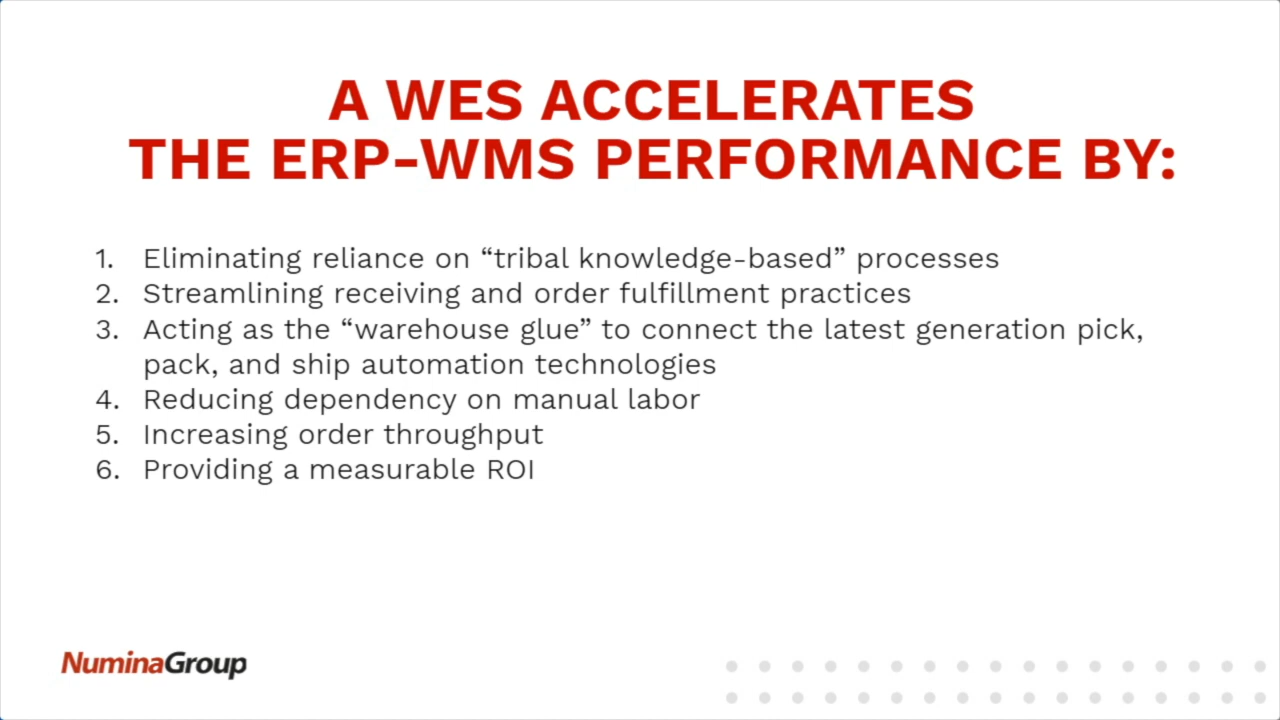 A WES ACCELERATES
THE ERP-WMS PERFORMANCE BY:
1. Eliminating reliance on “tribal knowledge-based” processes
2. Streamlining receiving and order fulfillment practices
3. Acting as the “warehouse glue” to connect the latest generation pick,
pack, and ship automation technologies
4. Reducing dependency on manual labor
5. Increasing order throughput
6. Providing a measurable ROI
NuminaGroup